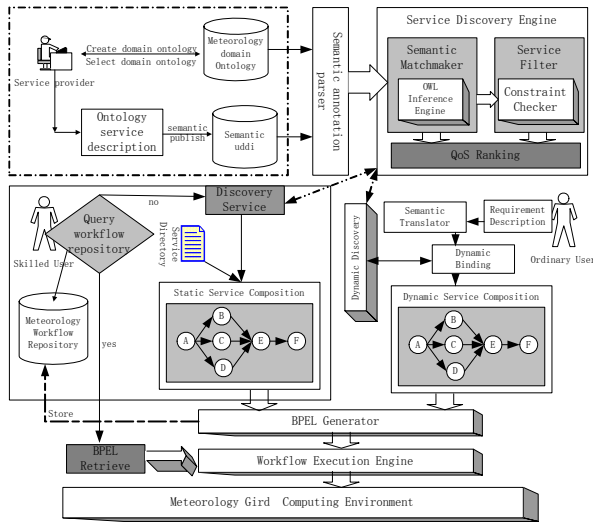 Service Discovery Engine
Create domain ontology
Select domain ontology
Service provider
Meteorology
domain
Ontology
Semantic annotation
parser
Semantic
Matchmaker
OWL
Inference
Engine
Service
Filter
Constraint
Checker
Ontology
service
description
semantic
publish
Semantic
uddi
QoS Ranking
no
Discovery
Service
Query
workflow
repository
Skilled User
Service
Directory
Dynamic Discovery
Semantic
Translator
Requirement
Description
Ordinary User
Dynamic
Binding
Meteorology
Workflow
Repository
yes
Static Service Composition
A
B
C
D
E
F
Dynamic Service Composition
A
B
C
D
E
F
Store
BPEL Generator
BPEL
Retrieve
Workflow Execution Engine
Meteorology Gird Computing Environment